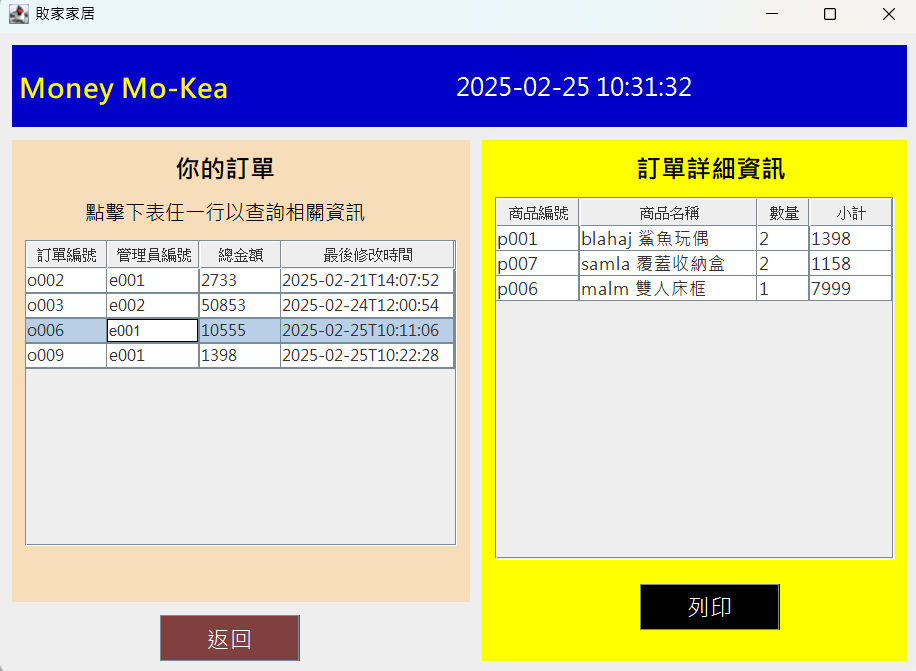 敗家家居
Money Mo-Kea
2025-02-25 10:31:32
你的訂單
點擊下表任一行以查詢相關資訊
訂單編號 管理員編號 總金額 最後修改時間
o002 e001 2733 2025-02-21T14:07:52
o003 e002 50853 2025-02-24T12:00:54
o006 e001 10555 2025-02-25T10:11:06
o009 e001 1398 2025-02-25T10:22:28
返回
訂單詳細資訊
商品編號 商品名稱 數量 小計
p001 blahaj 鯊魚玩偶 2 1398
p007 samla 覆蓋收納盒 2 1158
p006 malm 雙人床框 1 7999
列印